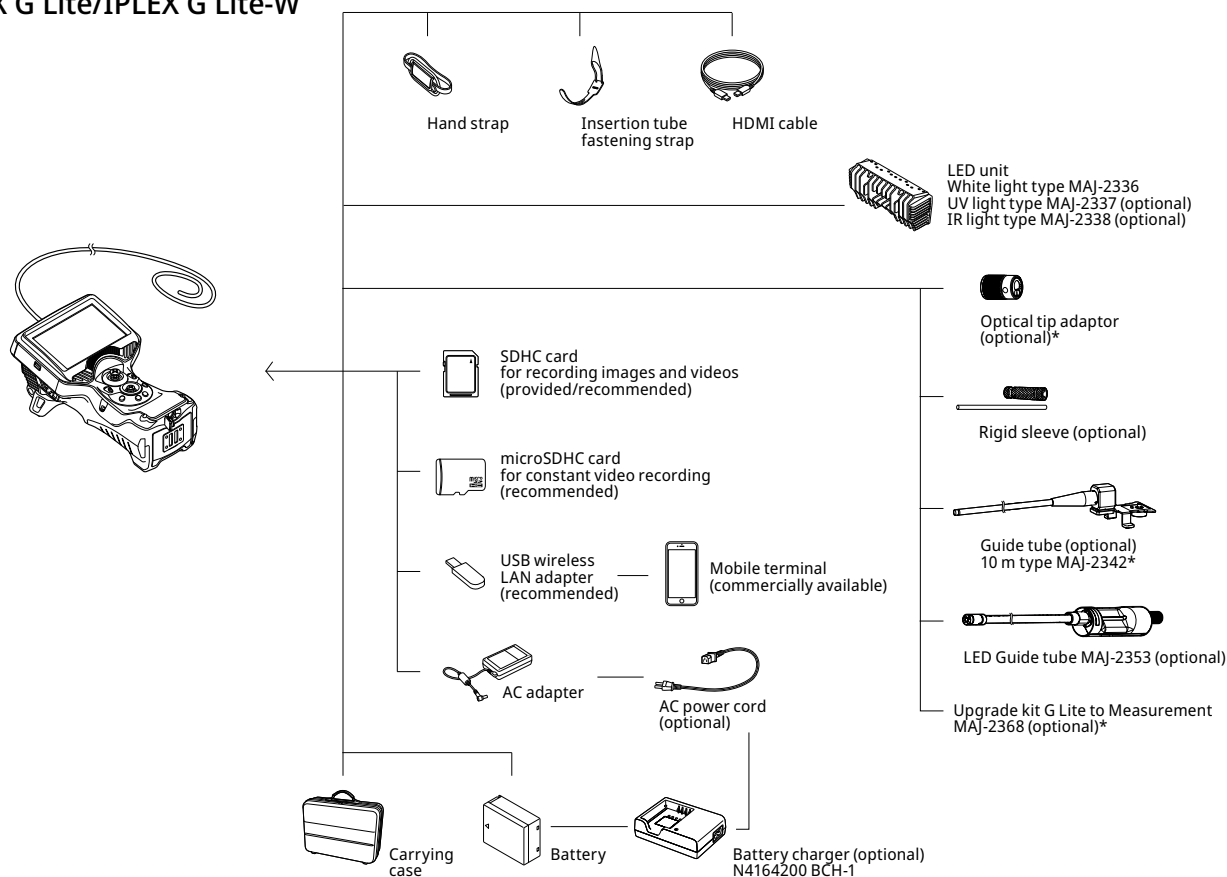 G Lite/IPLEX G Lite-W
Hand strap
Insertion tube
fastening strap
HDMI cable
LED unit
White light type MAJ-2336
UV light type MAJ-2337 (optional)
IR light type MAJ-2338 (optional)
Optical tip adaptor
(optional)*
SDHC card
for recording images and videos
(provided/recommended)
Rigid sleeve (optional)
microSDHC card
for constant video recording
(recommended)
Guide tube (optional)
10 m type MAJ-2342*
USB wireless
LAN adapter
(recommended)
Mobile terminal
(commercially available)
LED Guide tube MAJ-2353 (optional)
AC adapter
AC power cord
(optional)
Upgrade kit G Lite to Measurement
MAJ-2368 (optional)*
Carrying
case
Battery
Battery charger (optional)
N4164200 BCH-1